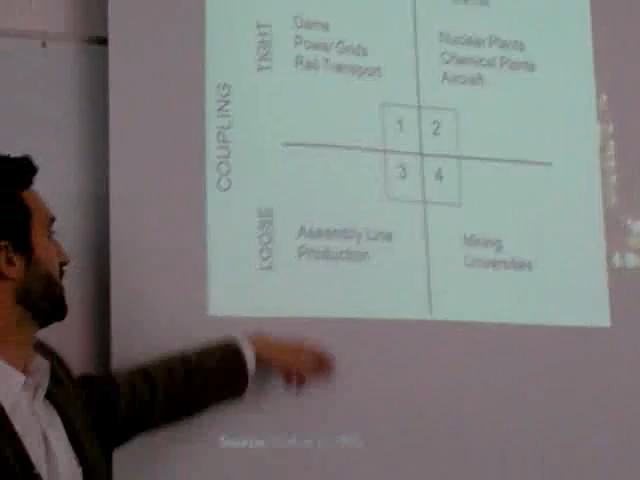 TIGHT
Dams
Power Grids
Rail Transport
Nuclear Plants
Chemical Plants
Aircraft
COUPLING
1 2
3 4
LOOSE
Assembly Line
Production
Mining
Universities
Source: